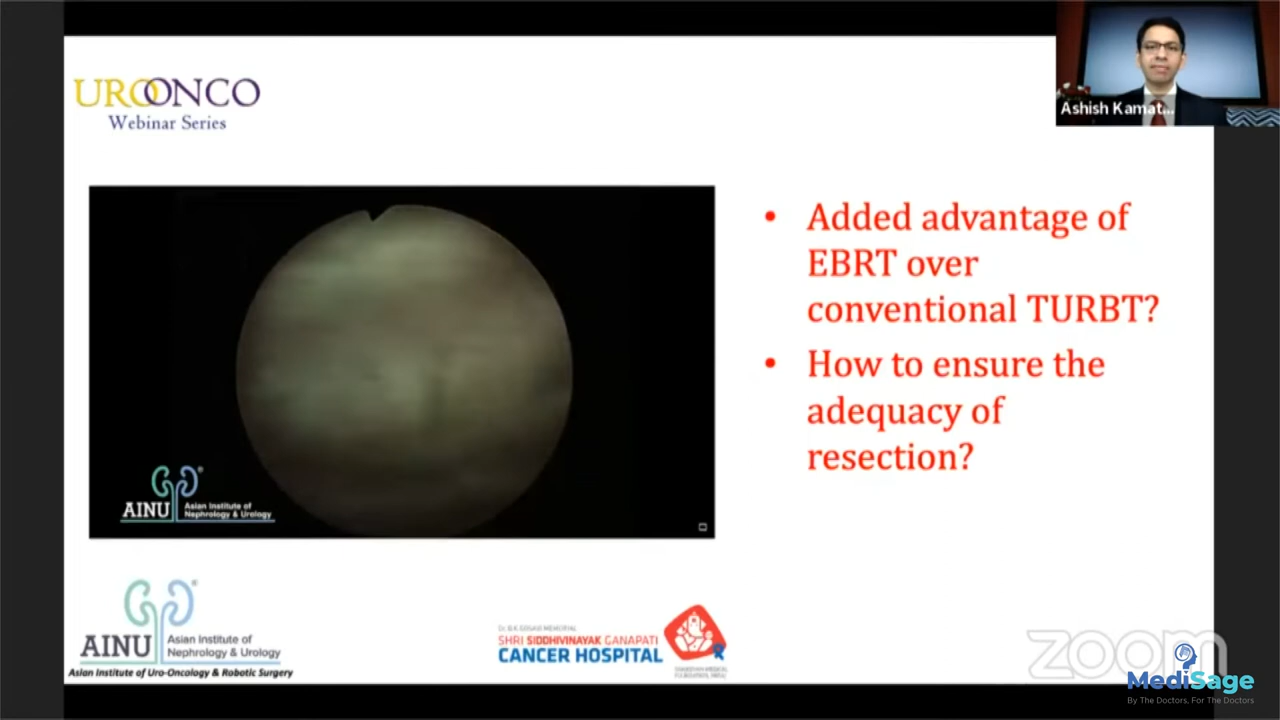 UROONCO
Webinar Series
Ashish Kamat...
• Added advantage of
EBRT over
conventional TURBT?
• How to ensure the
adequacy of
resection?
AINU
Asian Institute of
Nephrology & Urology
AINU
Asian Institute of
Nephrology & Urology
Asian Institute of Uro-Oncology & Robotic Surgery
SHRI SIDDHIVINAYAK GANAPATI
CANCER HOSPITAL
zoom
MediSage
By The Doctors, For The Doctors